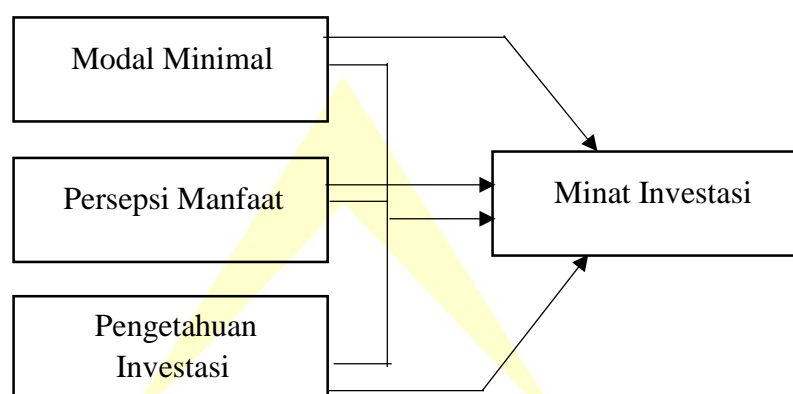 Modal Minimal
Persepsi Manfaat
Minat Investasi
Pengetahuan
Investasi